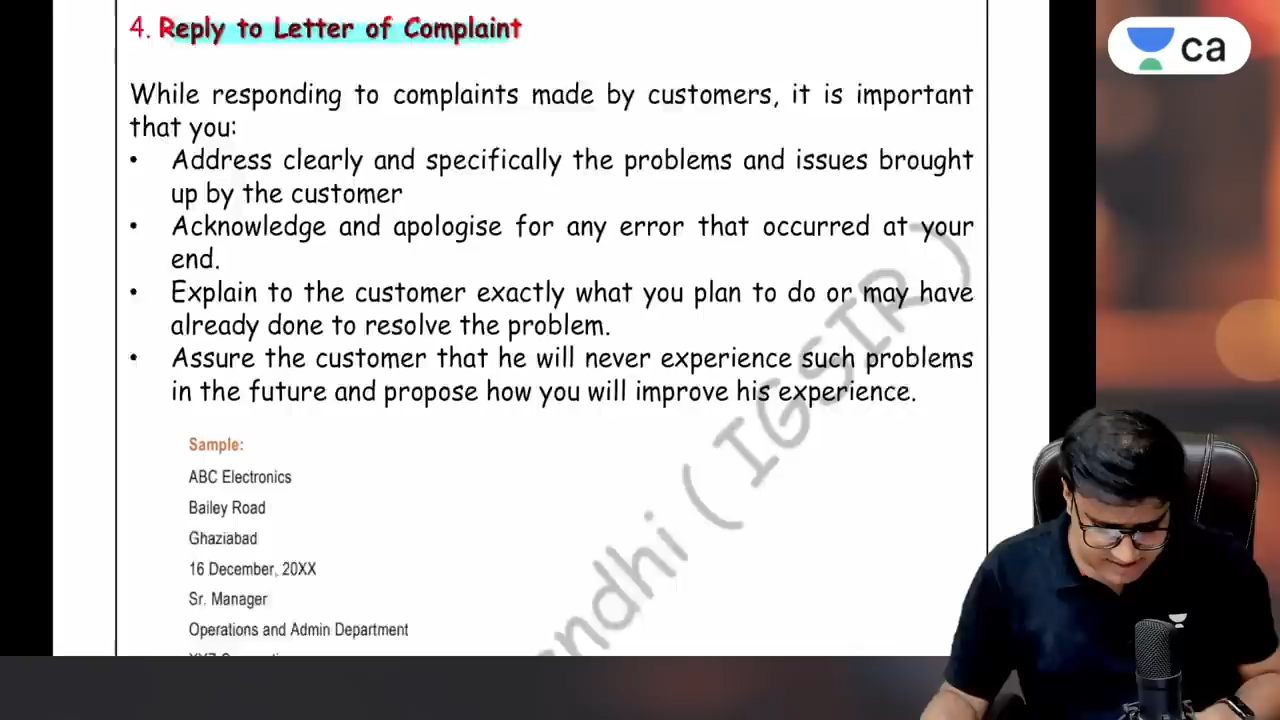 4. Reply to Letter of Complaint
ca
While responding to complaints made by customers, it is important
that you:
• Address clearly and specifically the problems and issues brought
up by the customer
• Acknowledge and apologise for any error that occurred at your
end.
• Explain to the customer exactly what you plan to do or may have
already done to resolve the problem.
• Assure the customer that he will never experience such problems
in the future and propose how you will improve his experience.
Sample:
ABC Electronics
Bailey Road
Ghaziabad
16 December, 20XX
Sr. Manager
Operations and Admin Department
(IGSIR)